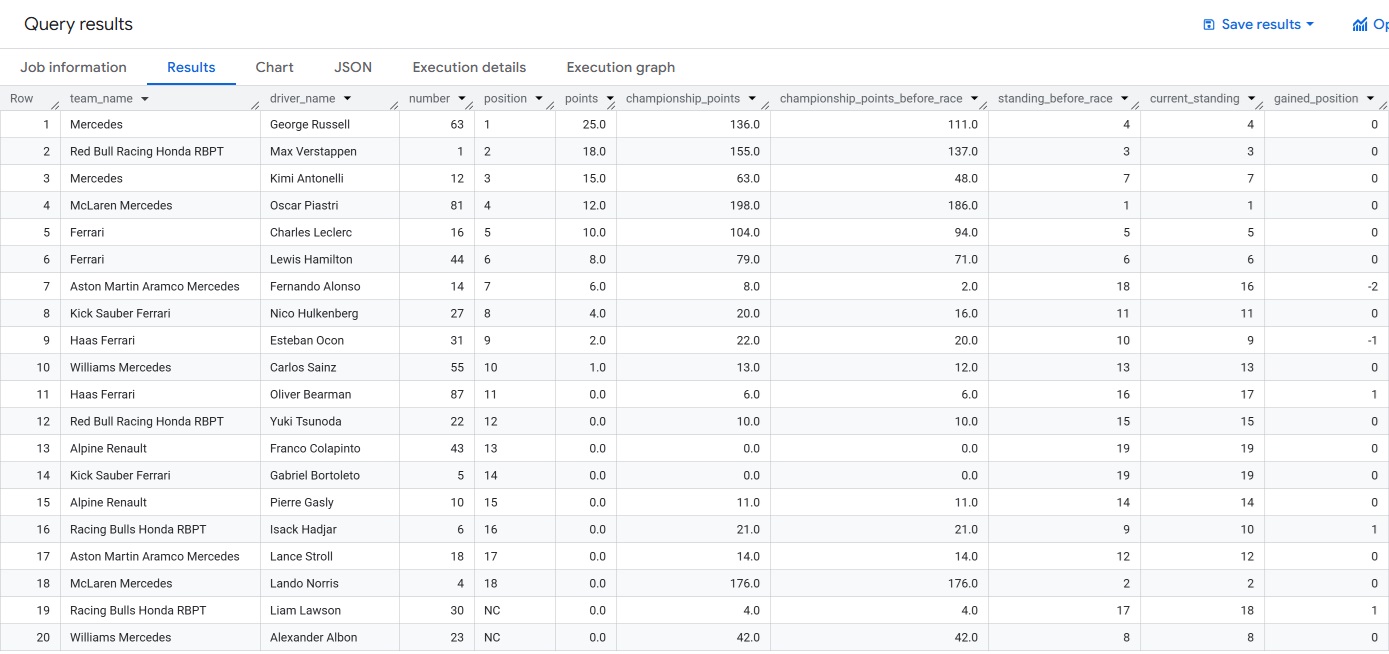 Query results
Save results
Op
Job information Results Chart JSON Execution details Execution graph
Row team_name driver_name number position points championship_points championship_points_before_race standing_before_race current_standing gained_position
1 Mercedes George Russell 63 1 25.0 136.0 111.0 4 4 0
2 Red Bull Racing Honda RBPT Max Verstappen 1 2 18.0 155.0 137.0 3 3 0
3 Mercedes Kimi Antonelli 12 3 15.0 63.0 48.0 7 7 0
4 McLaren Mercedes Oscar Piastri 81 4 12.0 198.0 186.0 1 1 0
5 Ferrari Charles Leclerc 16 5 10.0 104.0 94.0 5 5 0
6 Ferrari Lewis Hamilton 44 6 8.0 79.0 71.0 6 6 0
7 Aston Martin Aramco Mercedes Fernando Alonso 14 7 6.0 8.0 2.0 18 16 -2
8 Kick Sauber Ferrari Nico Hulkenberg 27 8 4.0 20.0 16.0 11 11 0
9 Haas Ferrari Esteban Ocon 31 9 2.0 22.0 20.0 10 9 -1
10 Williams Mercedes Carlos Sainz 55 10 1.0 13.0 12.0 13 13 0
11 Haas Ferrari Oliver Bearman 87 11 0.0 6.0 6.0 16 17 1
12 Red Bull Racing Honda RBPT Yuki Tsunoda 22 12 0.0 10.0 10.0 15 15 0
13 Alpine Renault Franco Colapinto 43 13 0.0 0.0 0.0 19 19 0
14 Kick Sauber Ferrari Gabriel Bortoleto 5 14 0.0 0.0 0.0 19 19 0
15 Alpine Renault Pierre Gasly 10 15 0.0 11.0 11.0 14 14 0
16 Racing Bulls Honda RBPT Isack Hadjar 6 16 0.0 21.0 21.0 9 10 1
17 Aston Martin Aramco Mercedes Lance Stroll 18 17 0.0 14.0 14.0 12 12 0
18 McLaren Mercedes Lando Norris 4 18 0.0 176.0 176.0 2 2 0
19 Racing Bulls Honda RBPT Liam Lawson 30 NC 0.0 4.0 4.0 17 18 1
20 Williams Mercedes Alexander Albon 23 NC 0.0 42.0 42.0 8 8 0